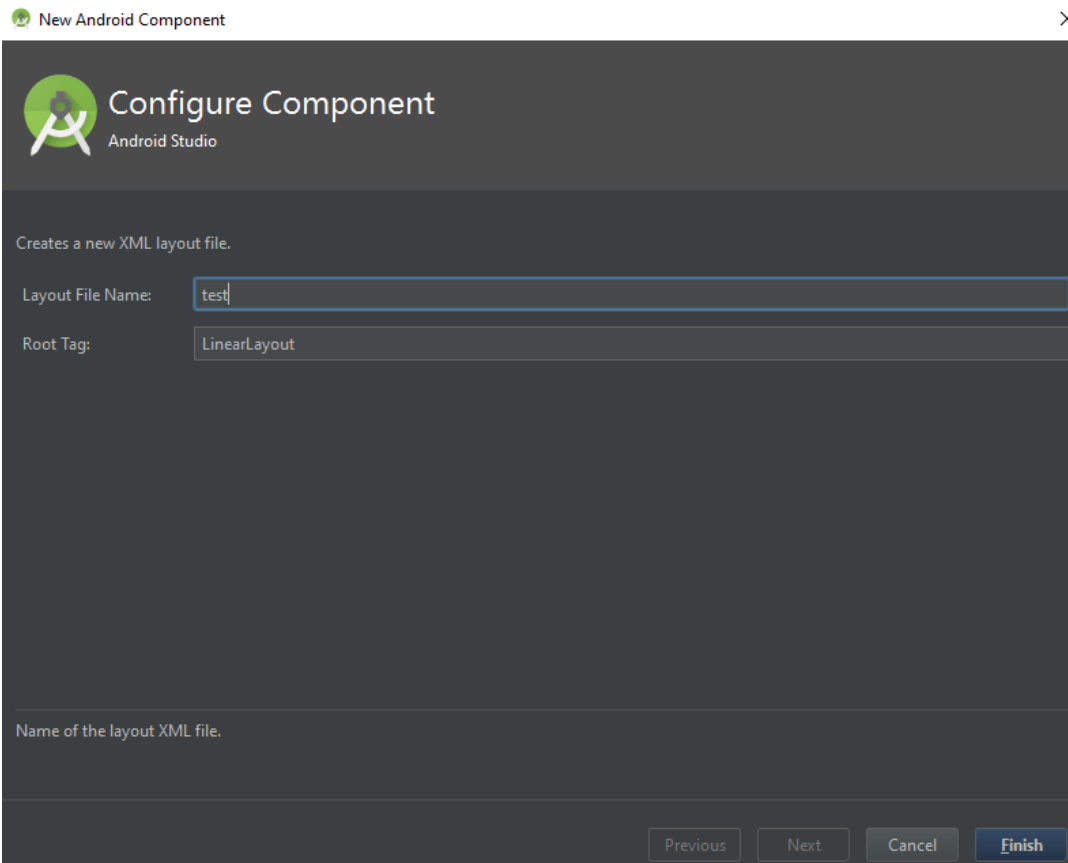 New Android Component
Configure Component
Android Studio
Creates a new XML layout file.
Layout File Name: test
Root Tag: LinearLayout
Name of the layout XML file.
Previous Next Cancel Finish